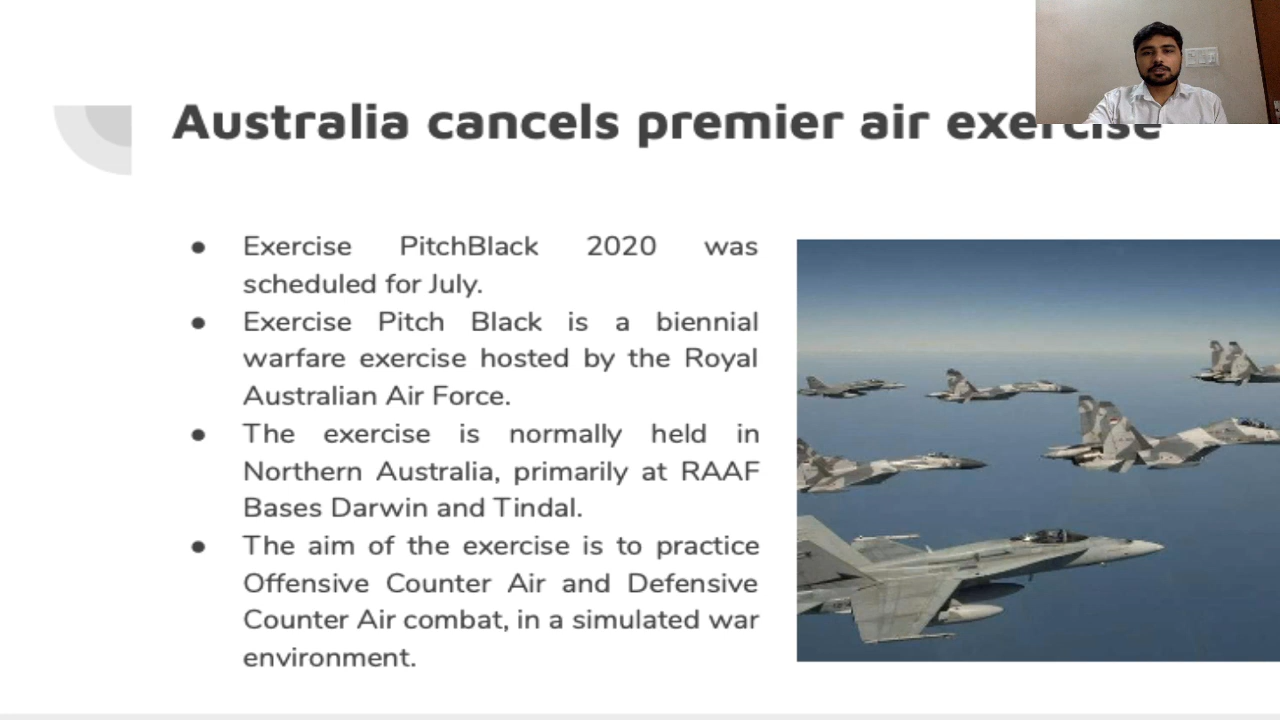 Australia cancels premier air exercise
● Exercise PitchBlack 2020 was
scheduled for July.
● Exercise Pitch Black is a biennial
warfare exercise hosted by the Royal
Australian Air Force.
● The exercise is normally held in
Northern Australia, primarily at RAAF
Bases Darwin and Tindal.
● The aim of the exercise is to practice
Offensive Counter Air and Defensive
Counter Air combat, in a simulated war
environment.